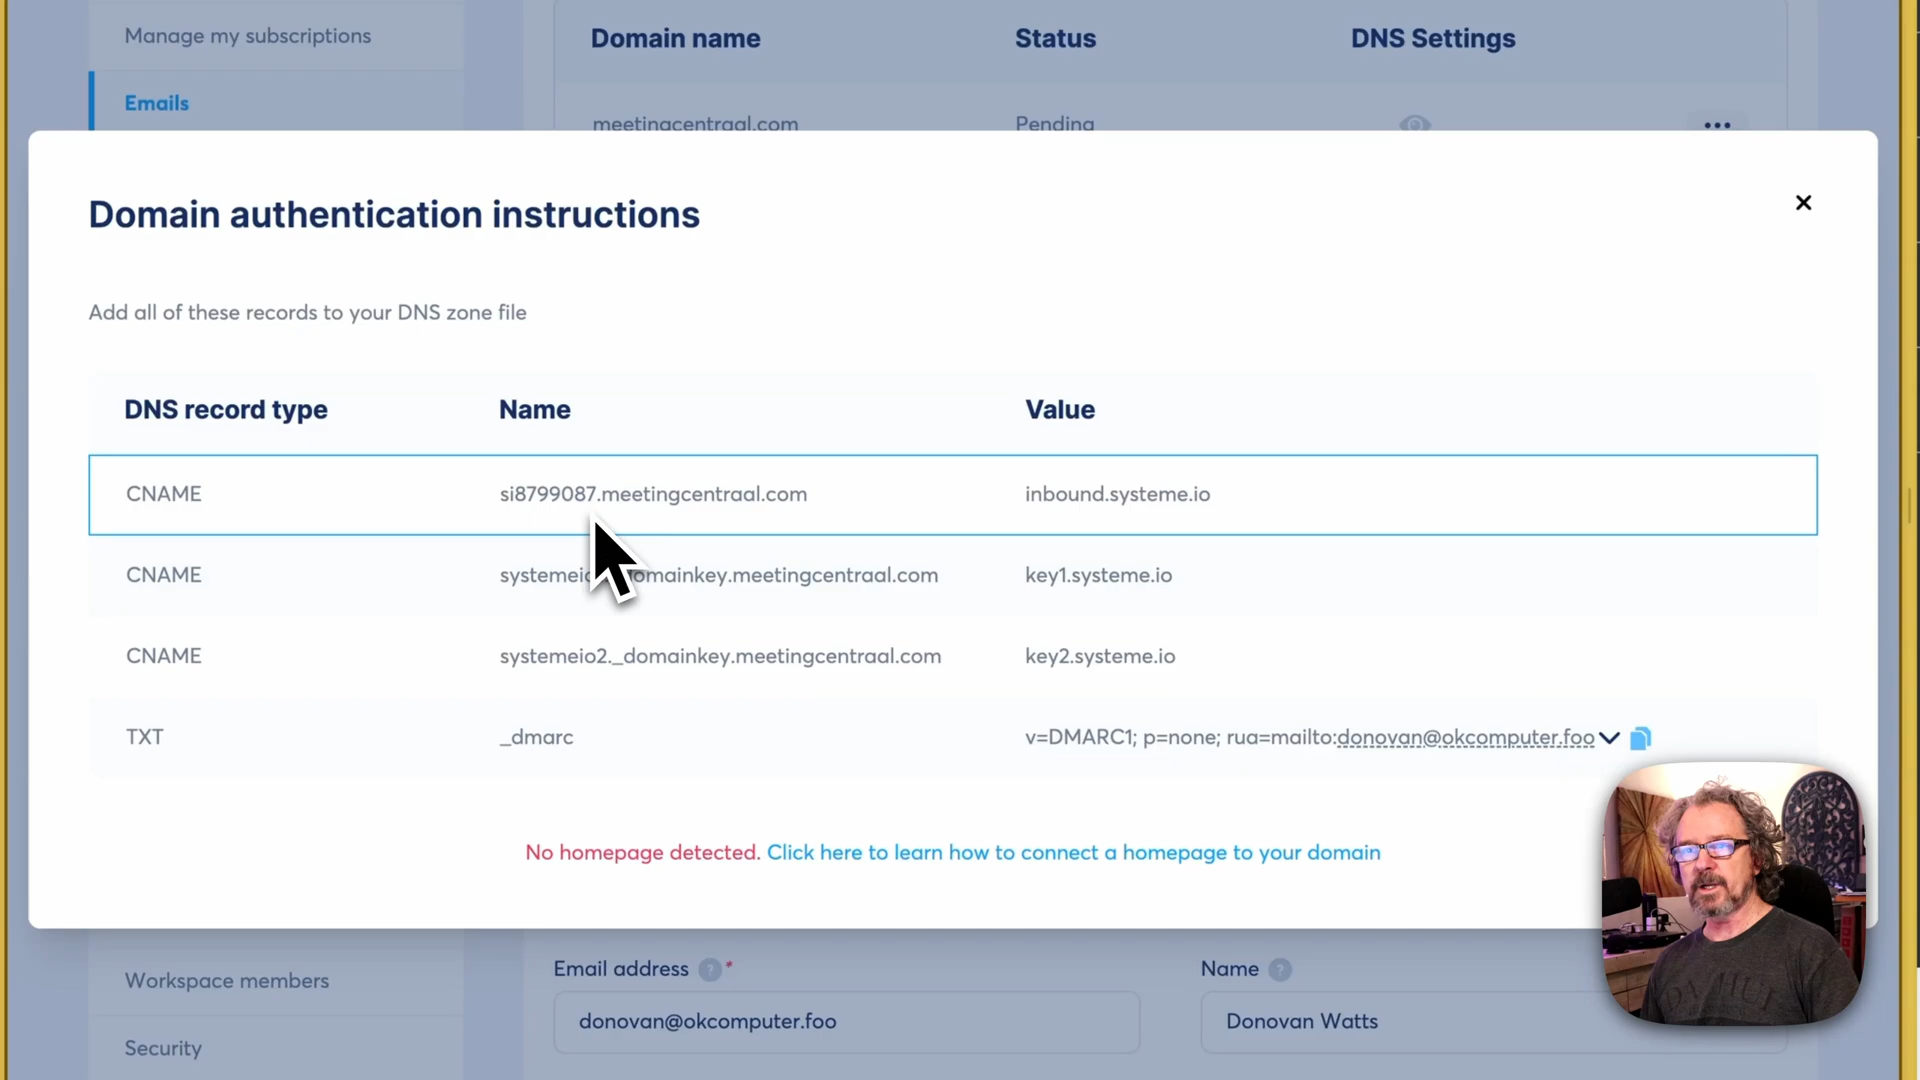 Manage my subscriptions
Domain name Status DNS Settings
Emails
meetingcentraal.com Pending
Domain authentication instructions
Add all of these records to your DNS zone file
DNS record type Name Value
CNAME si8799087.meetingcentraal.com inbound.systeme.io
CNAME key1.systeme.io
CNAME systemeio2._domainkey.meetingcentraal.com key2.systeme.io
TXT _dmarc v=DMARC1; p=none; rua=mailto:donovan@okcomputer.foo
No homepage detected. Click here to learn how to connect a homepage to your domain
Email address ? * Name ?
Workspace members
donovan@okcomputer.foo Donovan Watts
Security